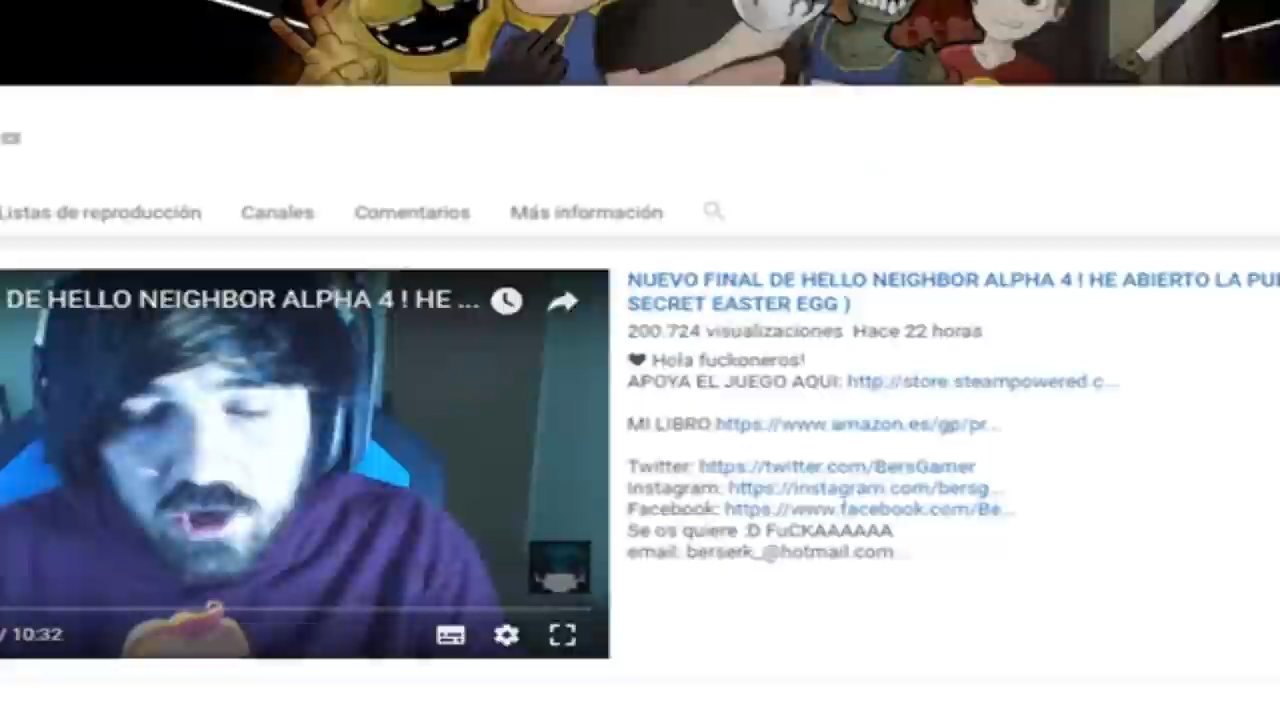 Listas de reproducción Canales Comentarios Más información
DE HELLO NEIGHBOR ALPHA 4 ! HE ...
/ 10:32
NUEVO FINAL DE HELLO NEIGHBOR ALPHA 4 ! HE ABIERTO LA
SECRET EASTER EGG )
200.724 visualizaciones Hace 22 horas
❤ Hola fuckoneros!
APOYA EL JUEGO AQUI: http://store.steampowered.c...
MI LIBRO https://www.amazon.es/gp/pr...
Twitter: https://twitter.com/BersGamer
Instagram: https://instagram.com/bersg...
Facebook: https://www.facebook.com/Be...
Se os quiere :D FuCKAAAAAA
email: berserk_@hotmail.com